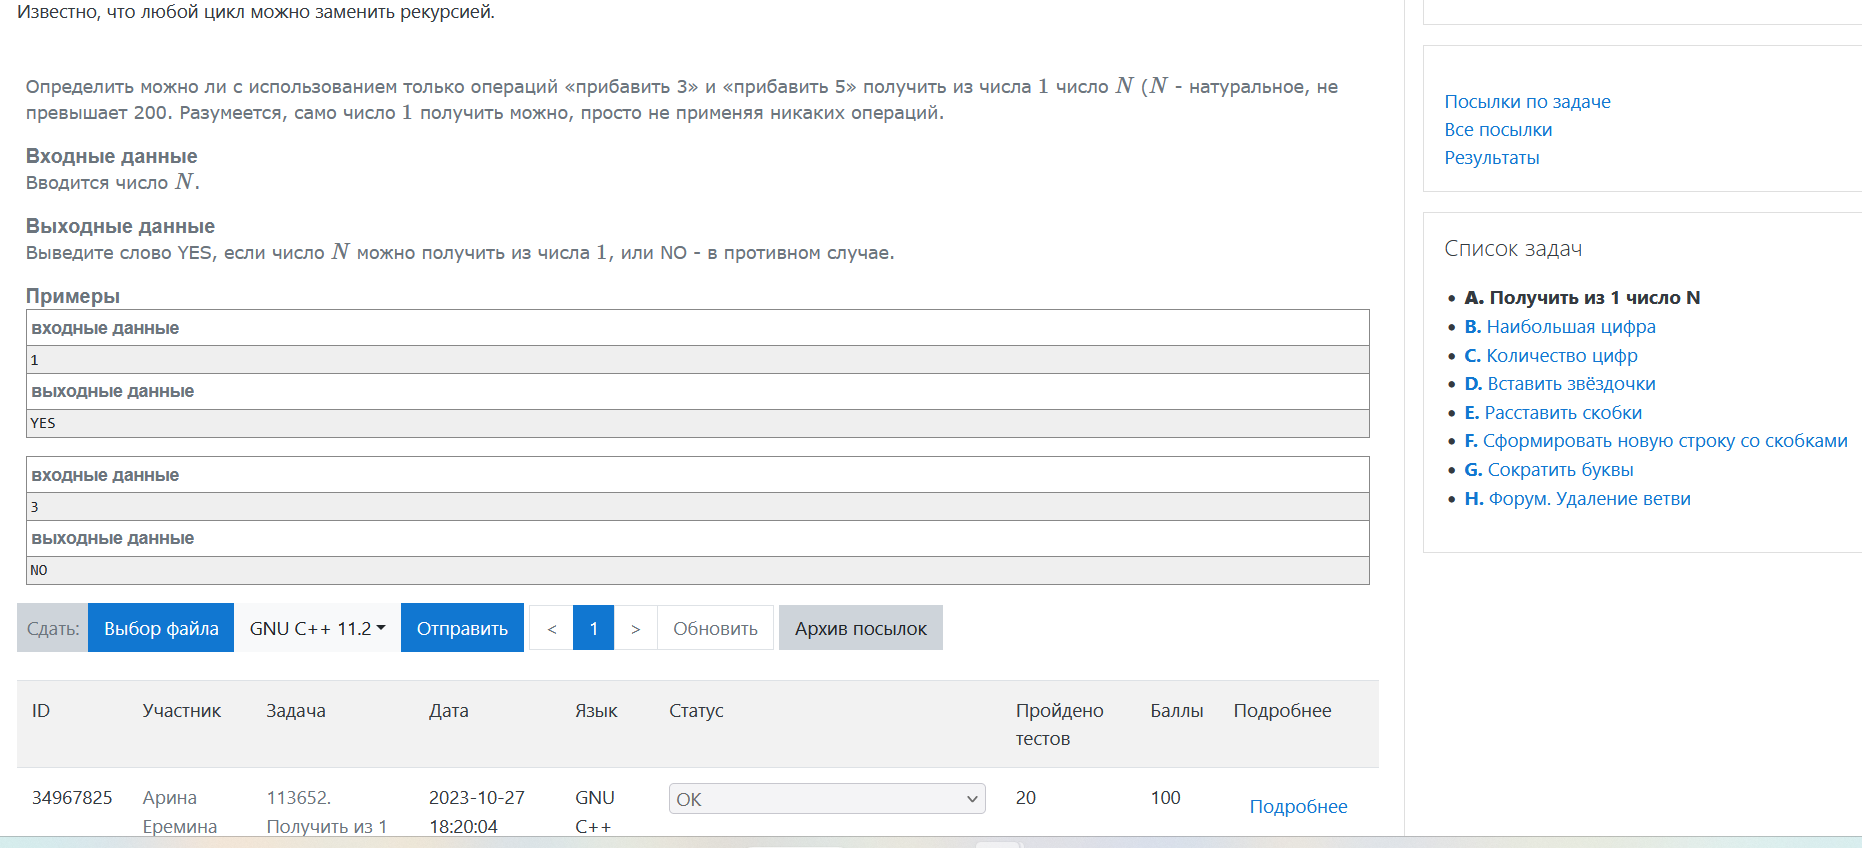 Известно, что любой цикл можно заменить рекурсией.
Определить можно ли с использованием только операций «прибавить 3» и «прибавить 5» получить из числа 1 число N (N - натуральное, не
превышает 200. Разумеется, само число 1 получить можно, просто не применяя никаких операций.
Входные данные
Вводится число N.
Выходные данные
Выведите слово YES, если число N можно получить из числа 1, или NO - в противном случае.
Примеры
входные данные
1
выходные данные
YES
входные данные
3
выходные данные
NO
Сдать: Выбор файла GNU C++ 11.2 Отправить < 1 > Обновить Архив посылок
ID Участник Задача Дата Язык Статус Пройдено Баллы Подробнее
тестов
34967825 Арина 113652. 2023-10-27 GNU OK 20 100 Подробнее
Еремина Получить из 1 18:20:04 C++
Посылки по задаче
Все посылки
Результаты
Список задач
A. Получить из 1 число N
B. Наибольшая цифра
C. Количество цифр
D. Вставить звёздочки
E. Расставить скобки
F. Сформировать новую строку со скобками
G. Сократить буквы
H. Форум. Удаление ветви